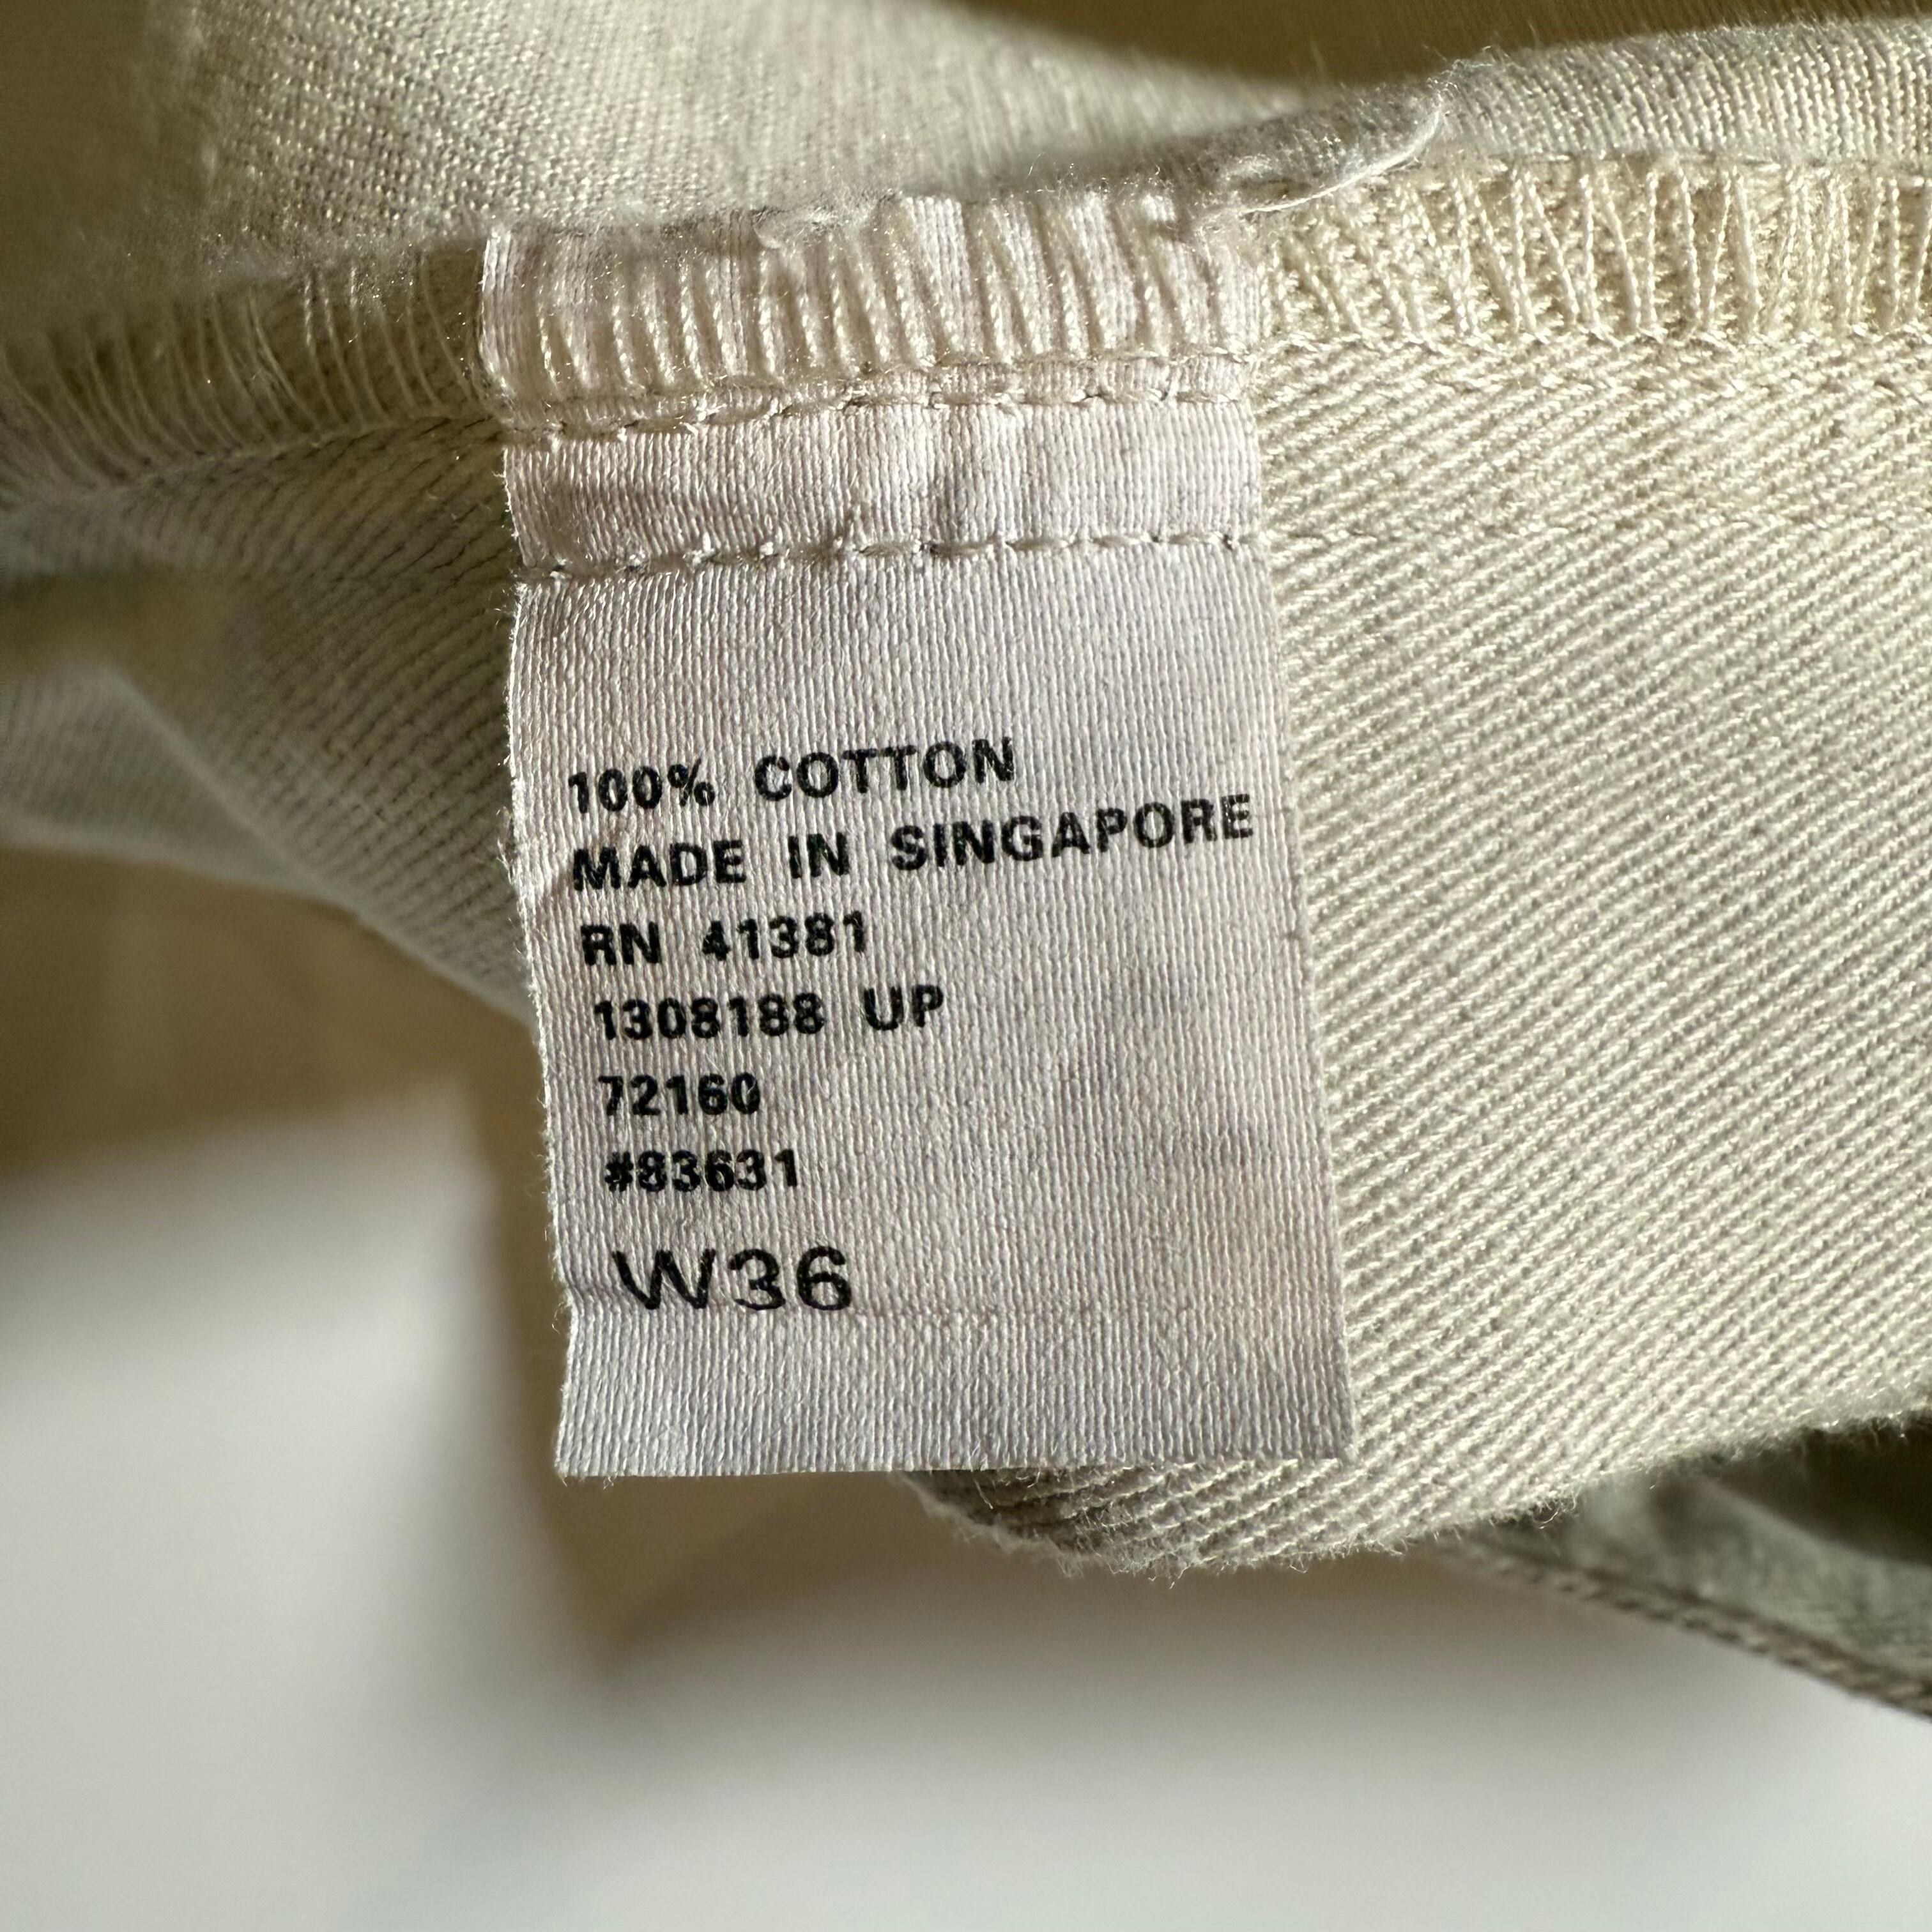 100% COTTON
MADE IN SINGAPORE
RN 41381
1308188 UP
72160
#83631
W36